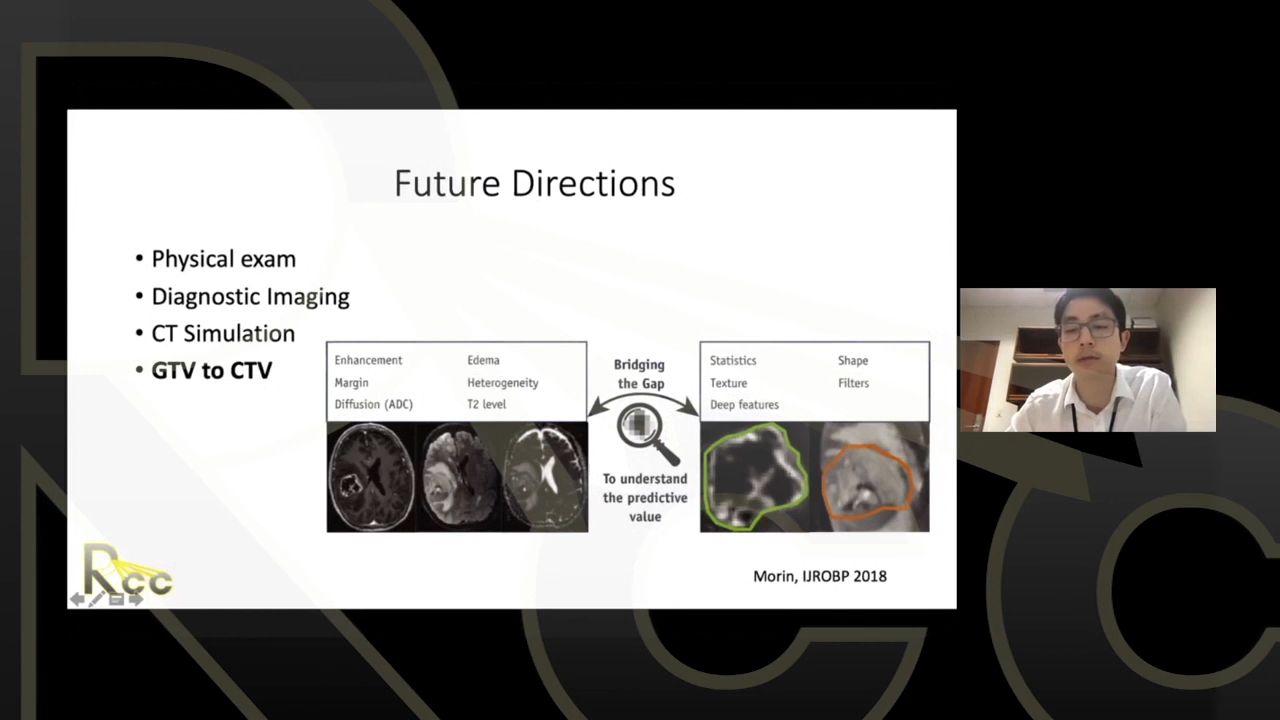 Future Directions
• Physical exam
• Diagnostic Imaging
• CT Simulation
• GTV to CTV
Enhancement Edema
Margin Heterogeneity
Diffusion (ADC) T2 level
Bridging
the Gap
To understand
the predictive
value
Statistics Shape
Texture Filters
Deep features
Morin, IJROBP 2018
Rcc